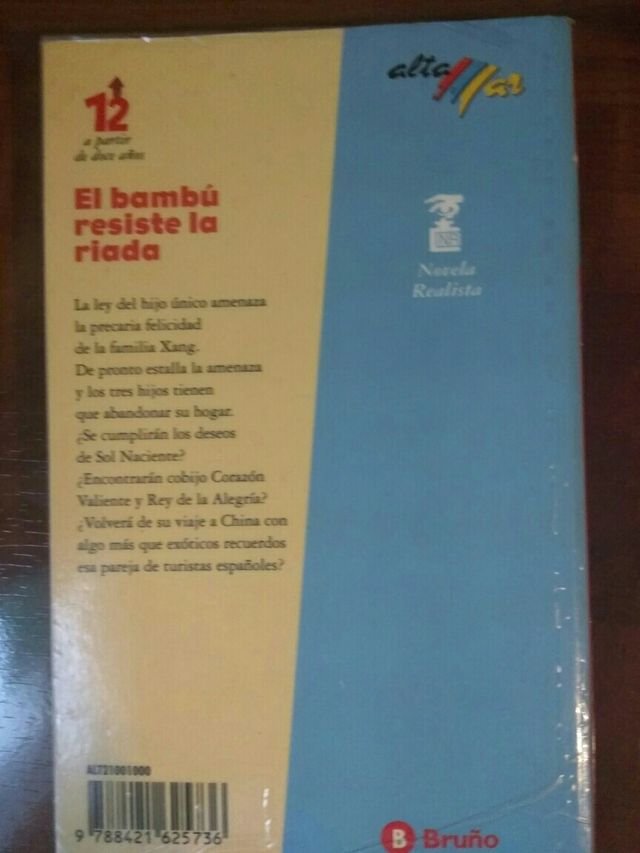 12
a partir
de doce años
El bambú
resiste la
riada
La ley del hijo único amenaza
la precaria felicidad
de la familia Xang.
De pronto estalla la amenaza
y los tres hijos tienen
que abandonar su hogar.
¿Se cumplirán los deseos
de Sol Naciente?
¿Encontrarán cobijo Corazón
Valiente y Rey de la Alegría?
¿Volverá de su viaje a China con
algo más que exóticos recuerdos
esa pareja de turistas españoles?
ALT21001000
9 788421 625736
alta Mar
INK
Novela
Realista
B Bruño